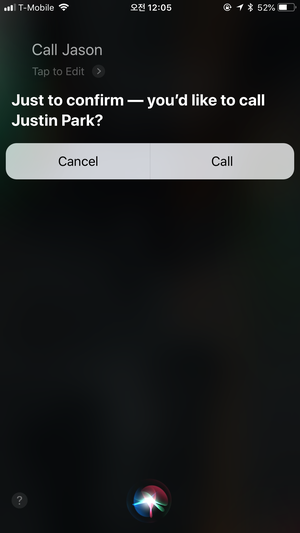 T-Mobile 오전 12:05 52%
Call Jason
Tap to Edit
Just to confirm — you’d like to call
Justin Park?
Cancel Call
?